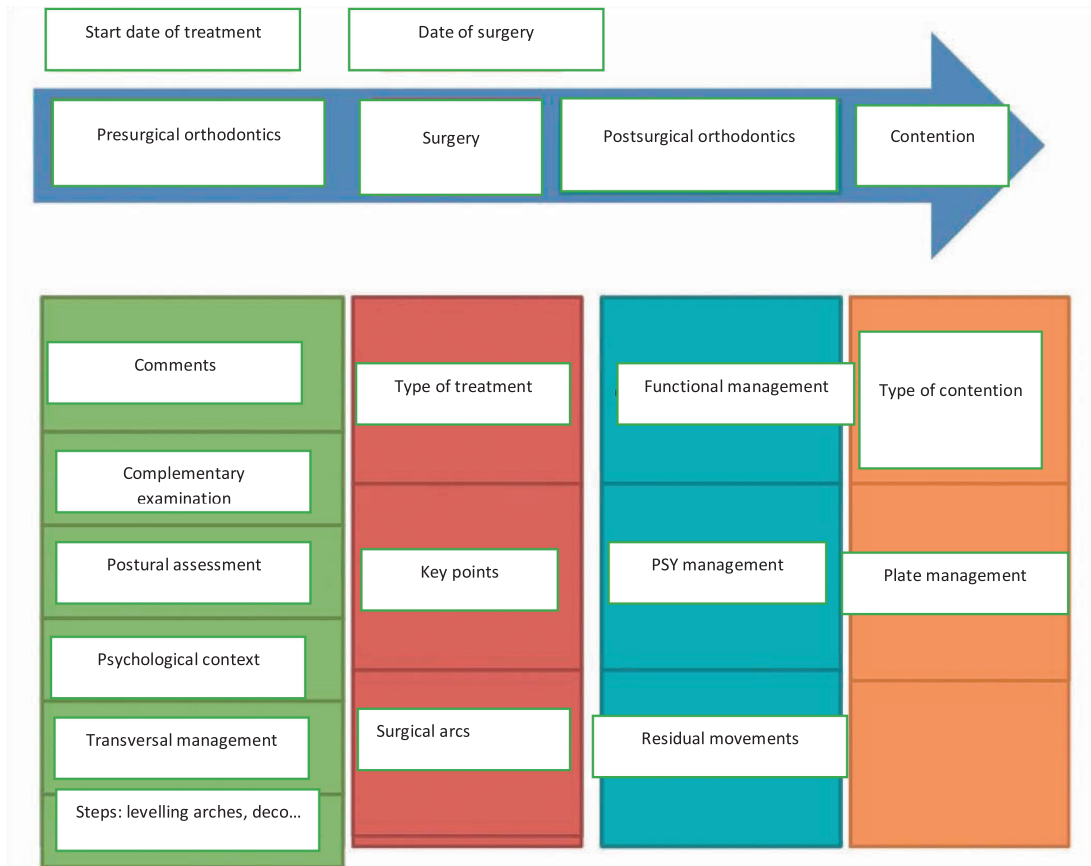 Start date of treatment
Date of surgery
Presurgical orthodontics
Surgery
Postsurgical orthodontics
Contention
Comments
Complementary
examination
Postural assessment
Psychological context
Transversal management
Steps: levelling arches, deco...
Type of treatment
Key points
Surgical arcs
Functional management
PSY management
Residual movements
Type of contention
Plate management